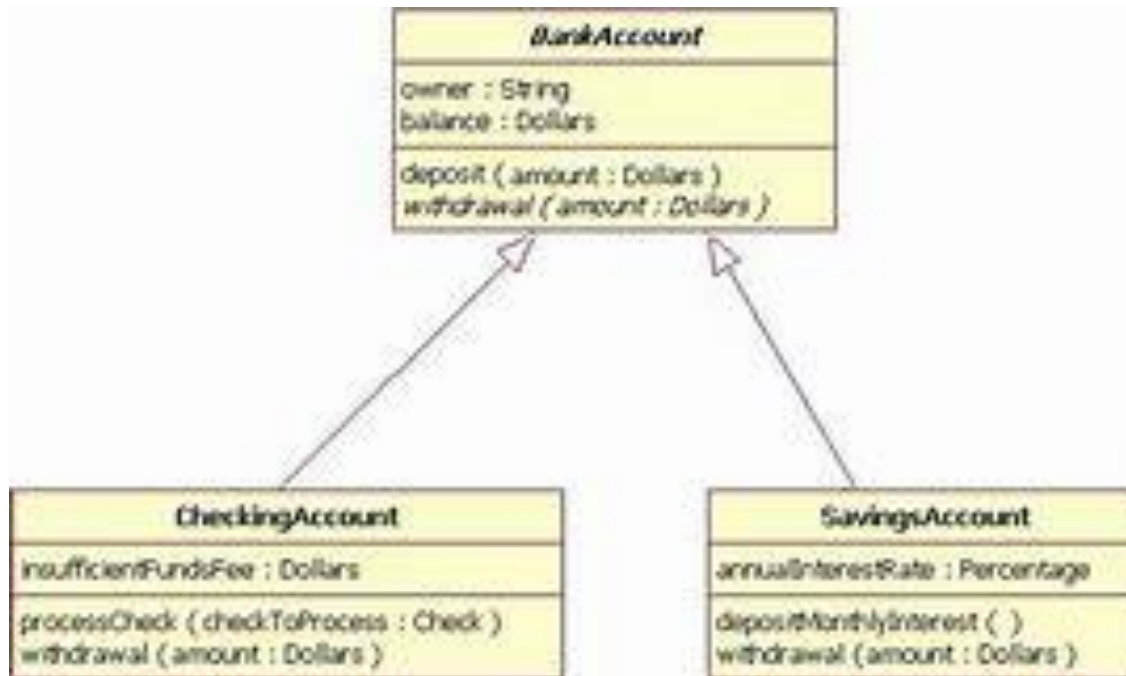 BankAccount
owner : String
balance : Dollars
deposit ( amount : Dollars )
withdrawal ( amount : Dollars )
CheckingAccount
insufficientFundsFee : Dollars
processCheck ( checkToProcess : Check )
withdrawal ( amount : Dollars )
SavingsAccount
annualInterestRate : Percentage
depositMonthlyInterest ( )
withdrawal ( amount : Dollars )